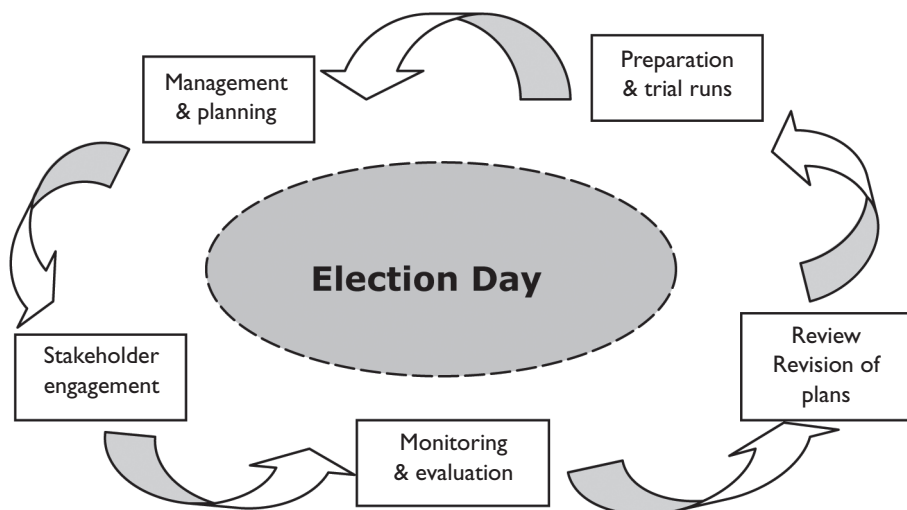 Management
& planning
Preparation
& trial runs
Election Day
Stakeholder
engagement
Monitoring
& evaluation
Review
Revision of
plans